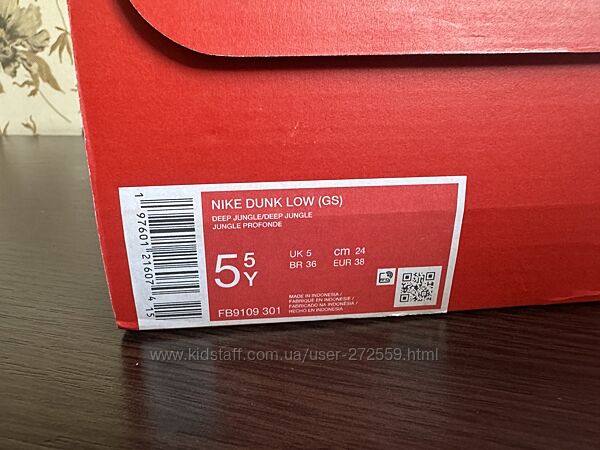 NIKE DUNK LOW (GS)
DEEP JUNGLE/DEEP JUNGLE
JUNGLE PROFONDE
5 5 Y
UK 5 cm 24
BR 36 EUR 38
FB9109 301
MADE IN INDONESIA /
FABRIQUÉ EN INDONÉSIE /
FABRICADO NA INDONÉSIA /
HECHO EN INDONESIA
1 97601 21607 4 15
www.kidstaff.com.ua/user-272559.html